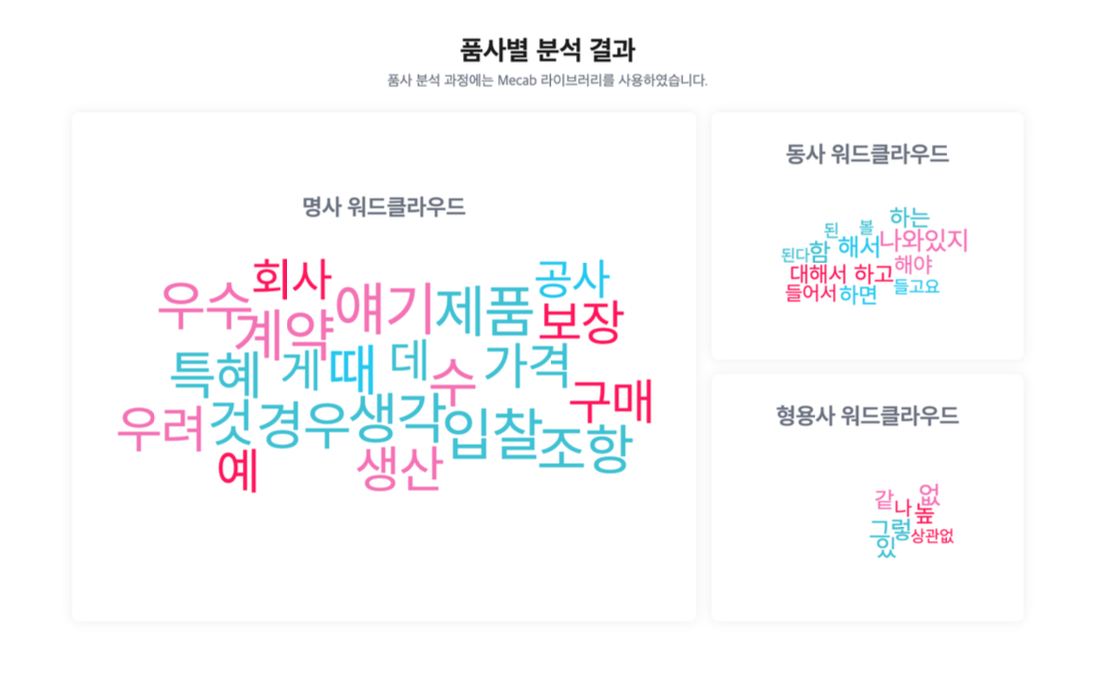 품사별 분석 결과
품사 분석 과정에는 Mecab 라이브러리를 사용하였습니다.
명사 워드클라우드
회사
공사
우수
얘기
제품
보장
계약
특혜
게
때
데
수
가격
구매
우려
것
경우
생각
입찰
조항
예
생산
동사 워드클라우드
하는
된
볼
나와있지
된다
함
해서
해야
대해서
하고
들고요
들어서
하면
형용사 워드클라우드
같
없
나
높
그렇
상관없
있